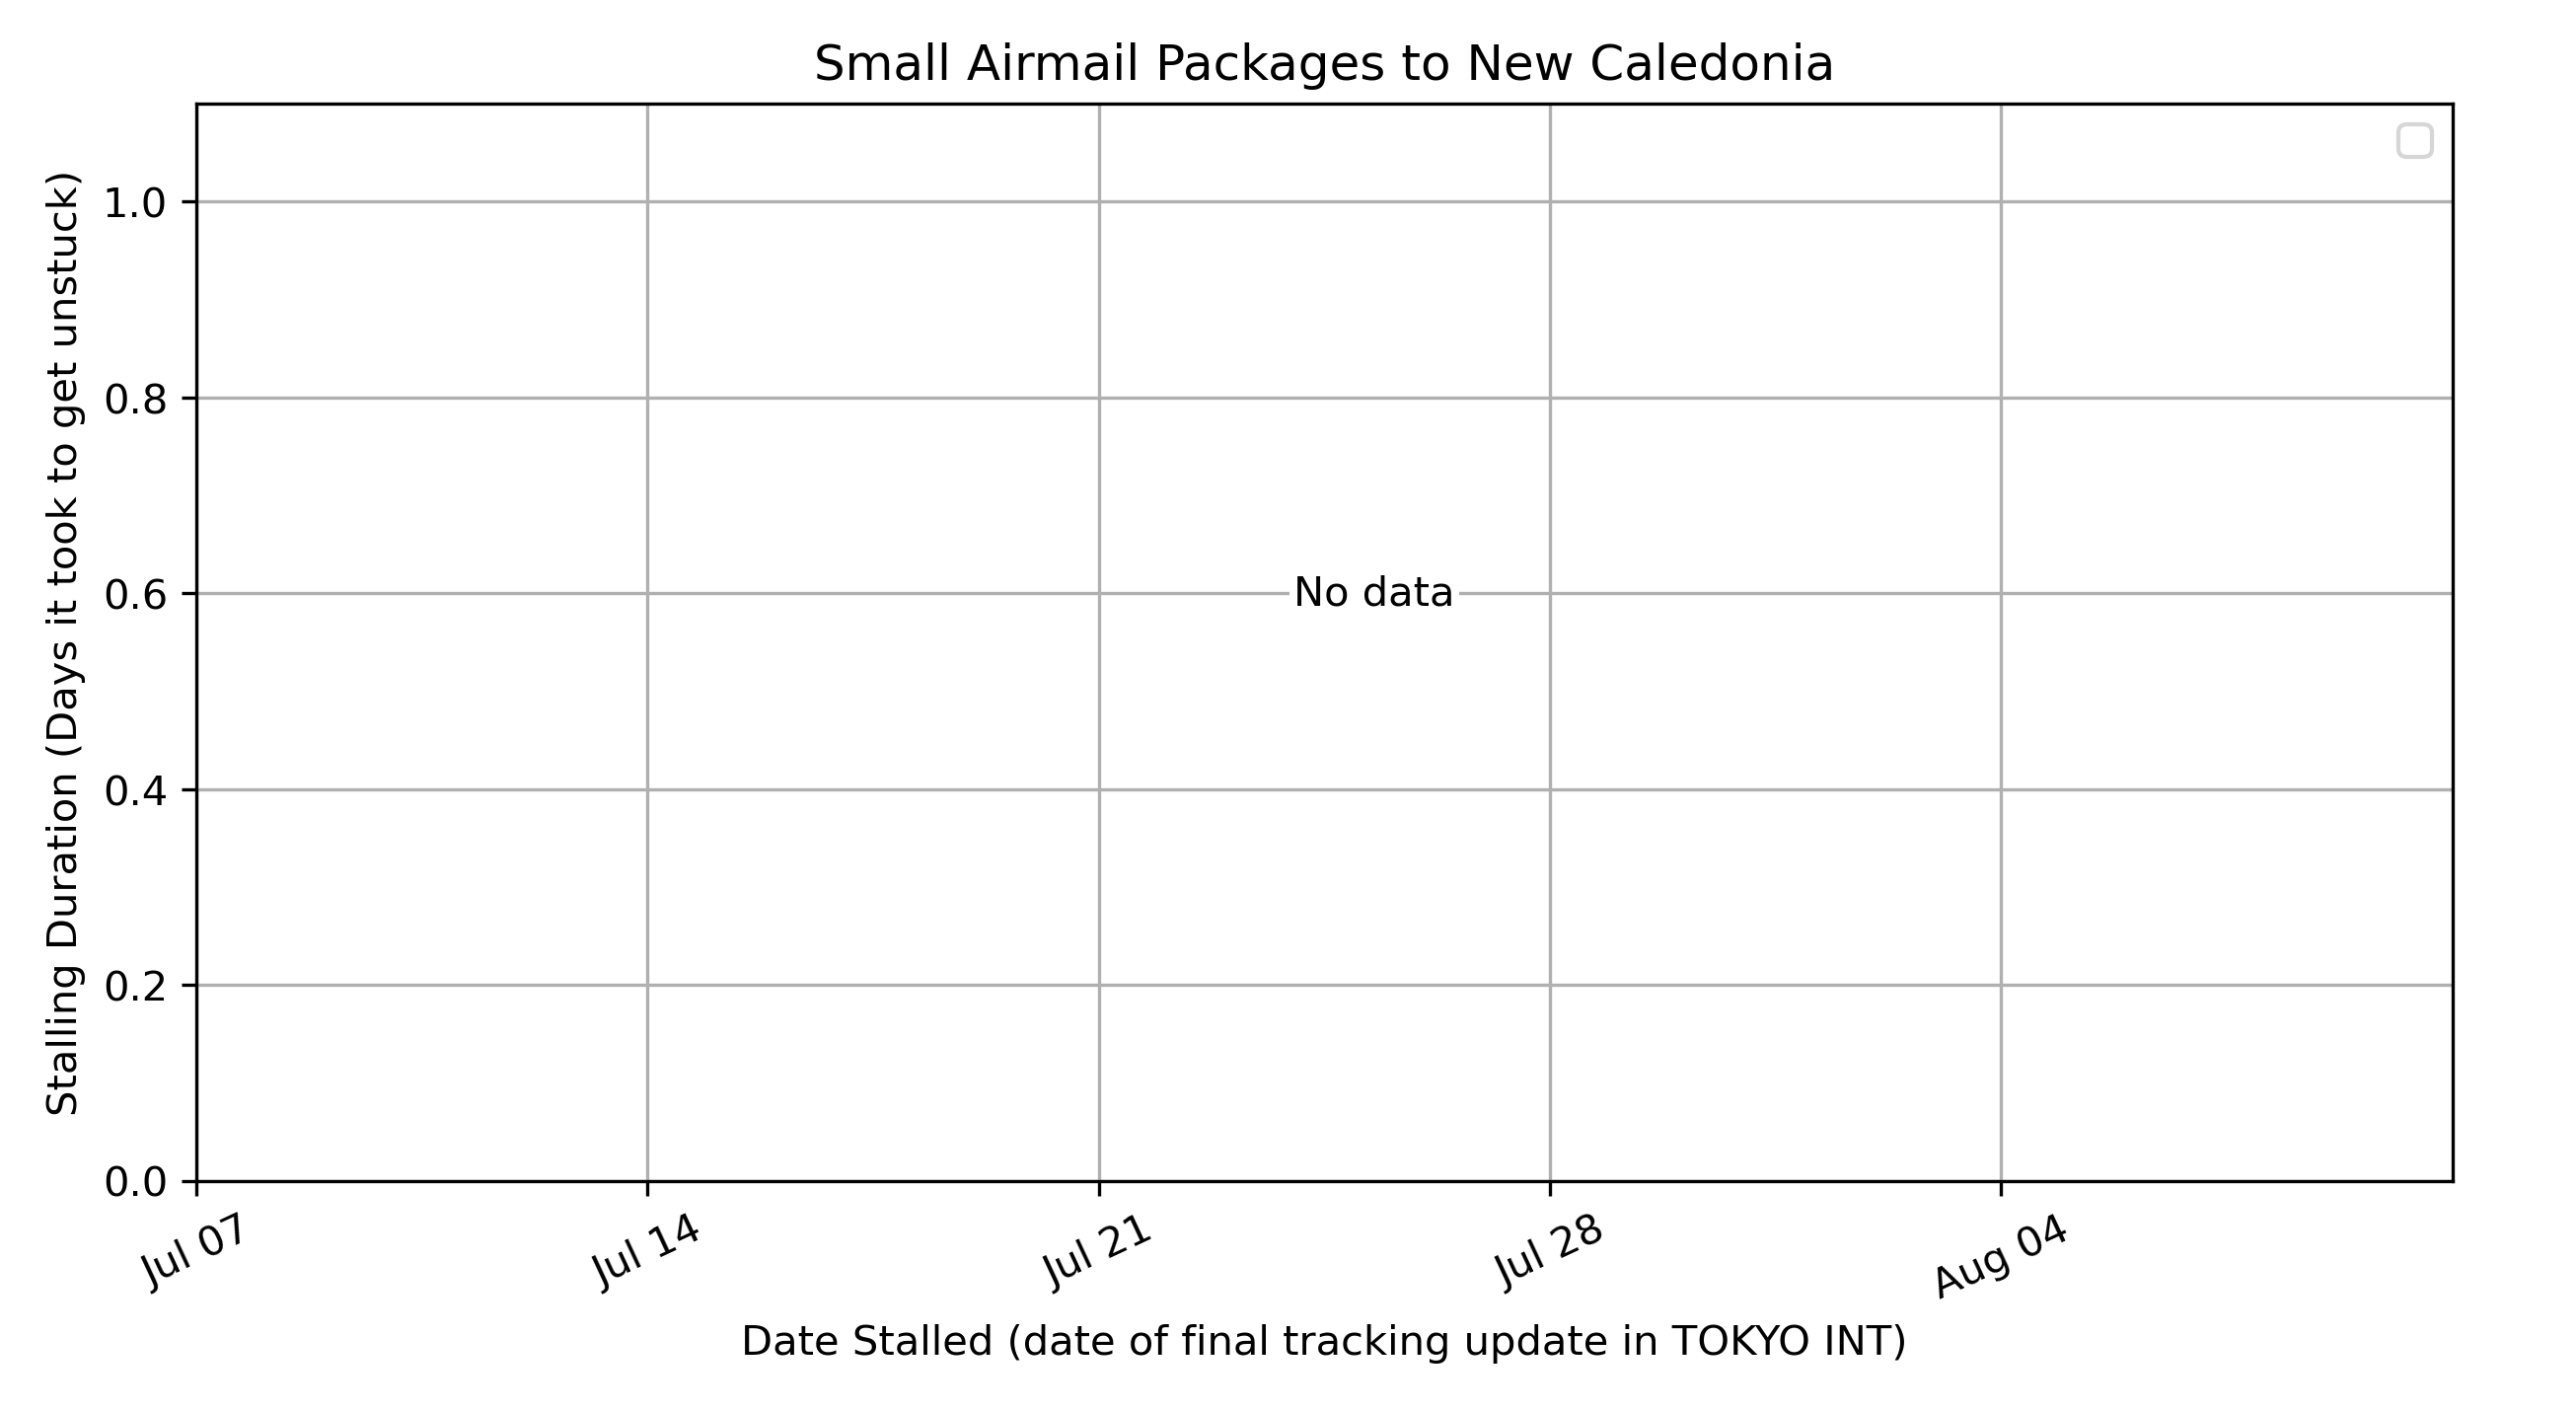 Small Airmail Packages to New Caledonia
Stalling Duration (Days it took to get unstuck)
1.0
0.8
0.6
0.4
0.2
0.0
No data
Jul 07
Jul 14
Jul 21
Jul 28
Aug 04
Date Stalled (date of final tracking update in TOKYO INT)